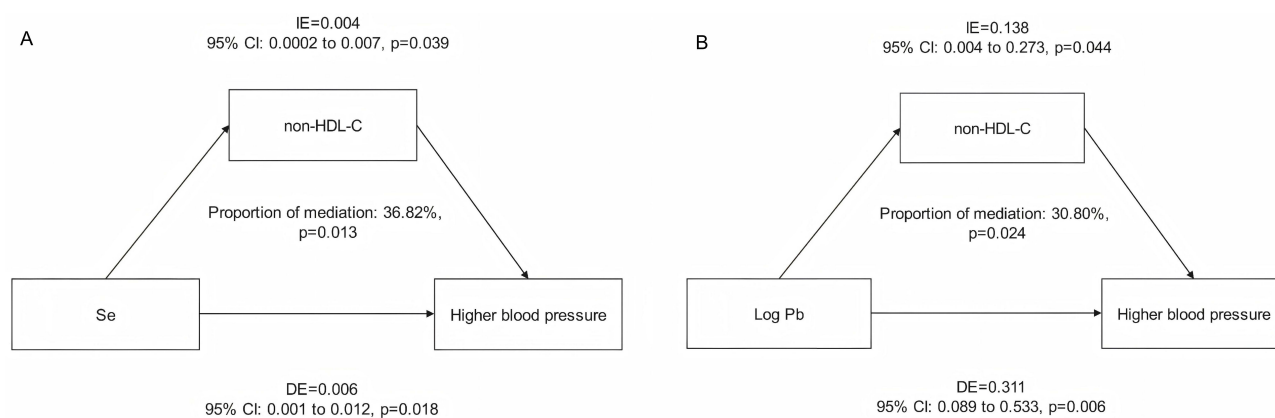 A
IE=0.004
95% CI: 0.0002 to 0.007, p=0.039
non-HDL-C
Proportion of mediation: 36.82%,
p=0.013
Se
Higher blood pressure
DE=0.006
95% CI: 0.001 to 0.012, p=0.018
B
IE=0.138
95% CI: 0.004 to 0.273, p=0.044
non-HDL-C
Proportion of mediation: 30.80%,
p=0.024
Log Pb
Higher blood pressure
DE=0.311
95% CI: 0.089 to 0.533, p=0.006